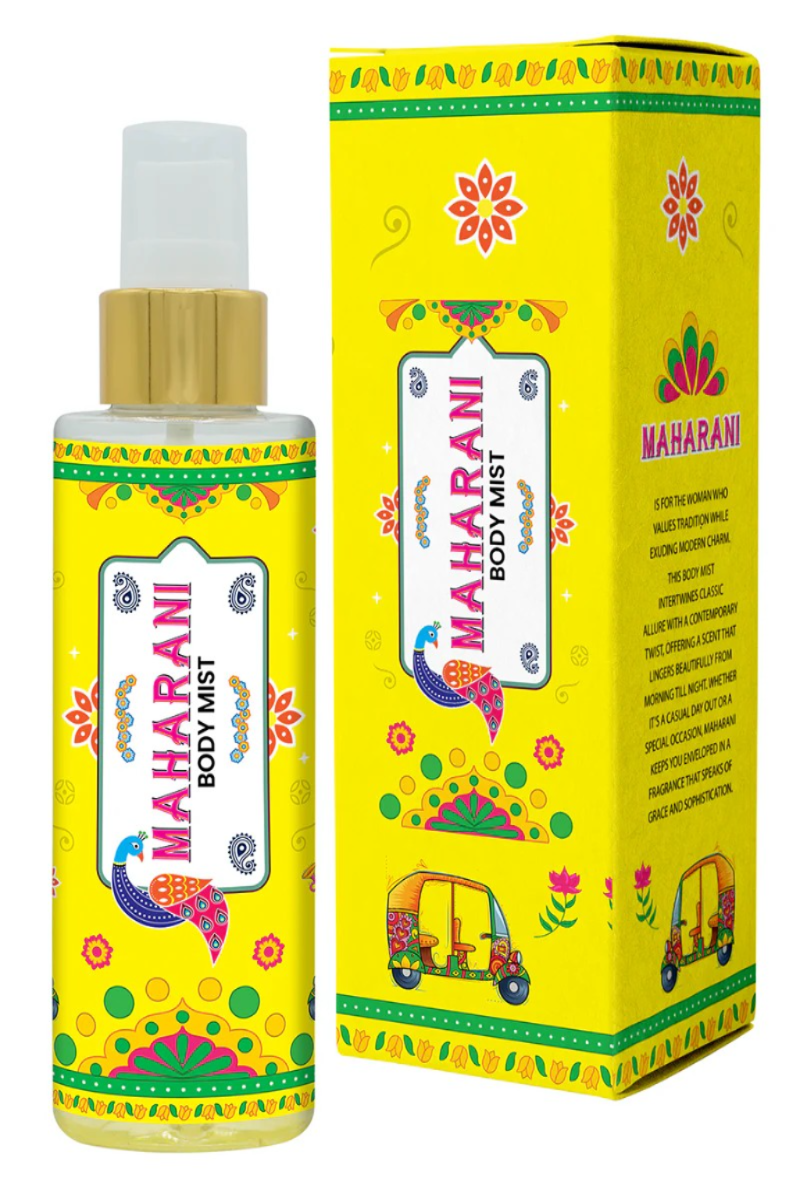 MAHARANI
BODY MIST
MAHARANI
BODY MIST
MAHARANI
IS FOR THE WOMAN WHO
VALUES TRADITION WHILE
EXUDING MODERN CHARM.
THIS BODY MIST
INTERTWINES CLASSIC
ALLURE WITH A CONTEMPORARY
TWIST, OFFERING A SCENT THAT
LINGERS BEAUTIFULLY FROM
MORNING TILL NIGHT. WHETHER
IT'S A CASUAL DAY OUT OR A
SPECIAL OCCASION, MAHARANI
KEEPS YOU ENVELOPED IN A
FRAGRANCE THAT SPEAKS OF
GRACE AND SOPHISTICATION.